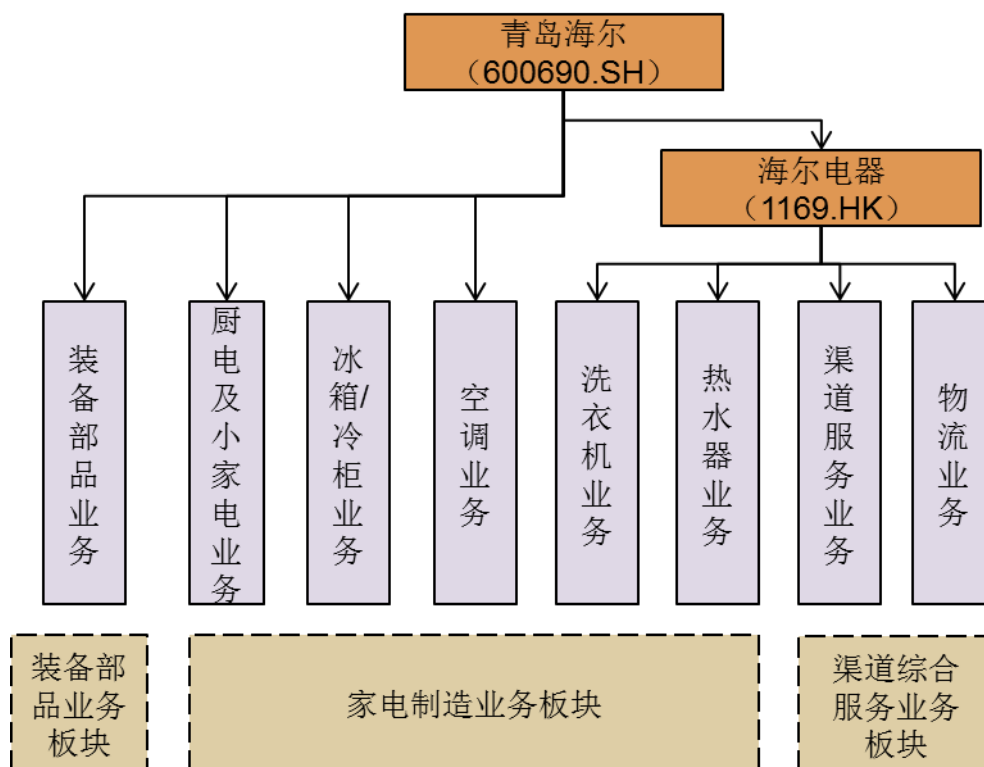 青岛海尔
（600690.SH）
海尔电器
（1169.HK）
装备部品业务
厨电及小家电业务
冰箱/冷柜业务
空调业务
洗衣机业务
热水器业务
渠道服务业务
物流业务
装备部
品业务
板块
家电制造业务板块
渠道综合
服务业务
板块